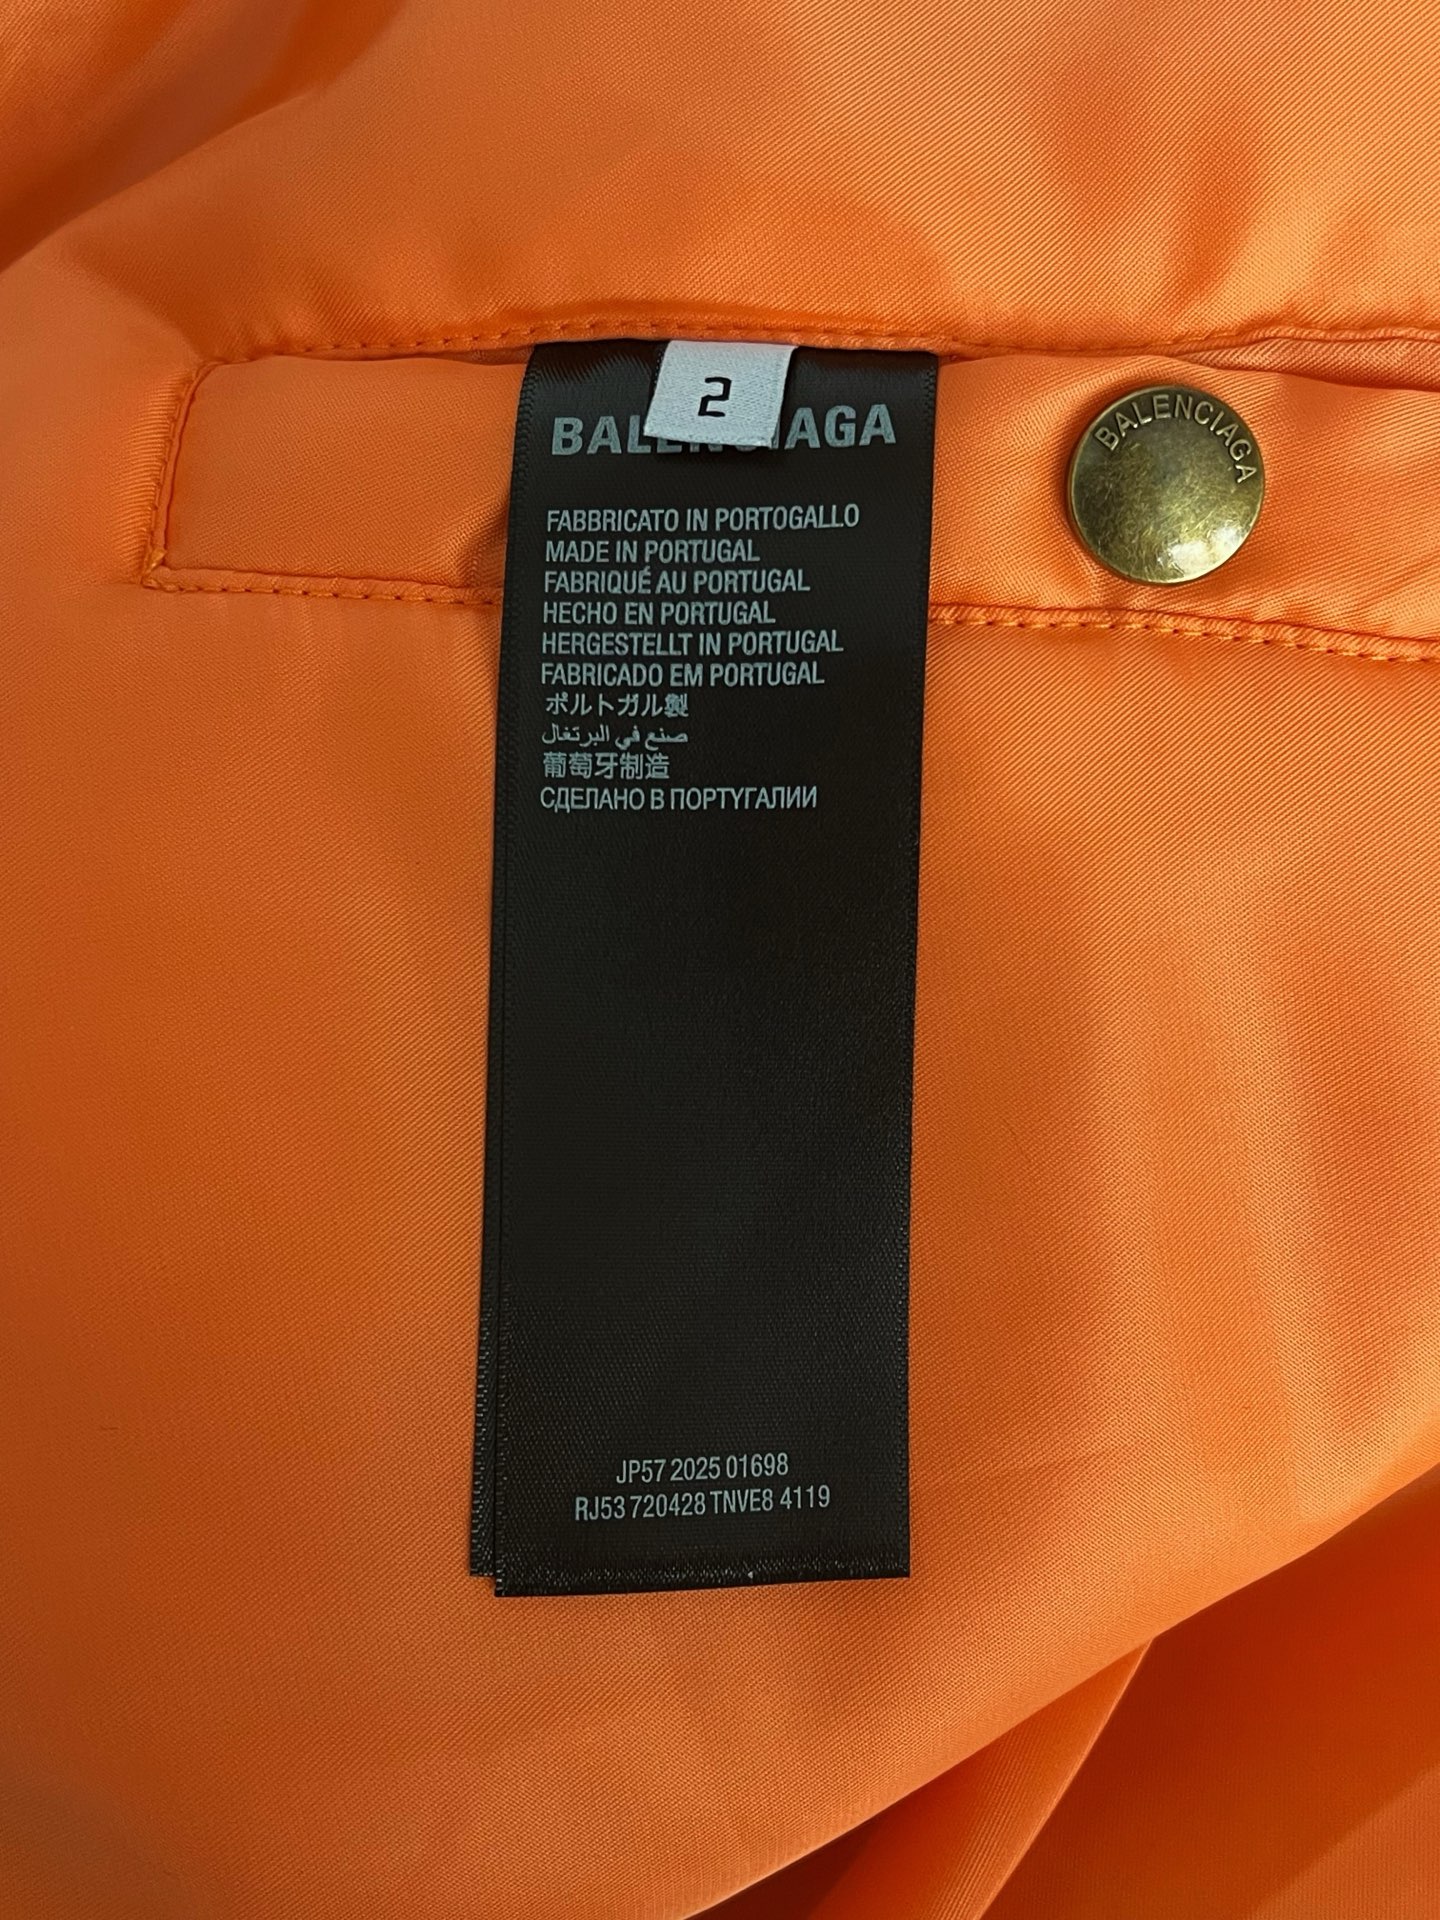 2
BALENCIAGA
BALENCIAGA
FABBRICATO IN PORTOGALLO
MADE IN PORTUGAL
FABRIQUÉ AU PORTUGAL
HECHO EN PORTUGAL
HERGESTELLT IN PORTUGAL
FABRICADO EM PORTUGAL
ポルトガル製
صنع في البرتغال
葡萄牙制造
СДЕЛАНО В ПОРТУГАЛИИ
JP57 2025 01698
RJ53 720428 TNVE8 4119